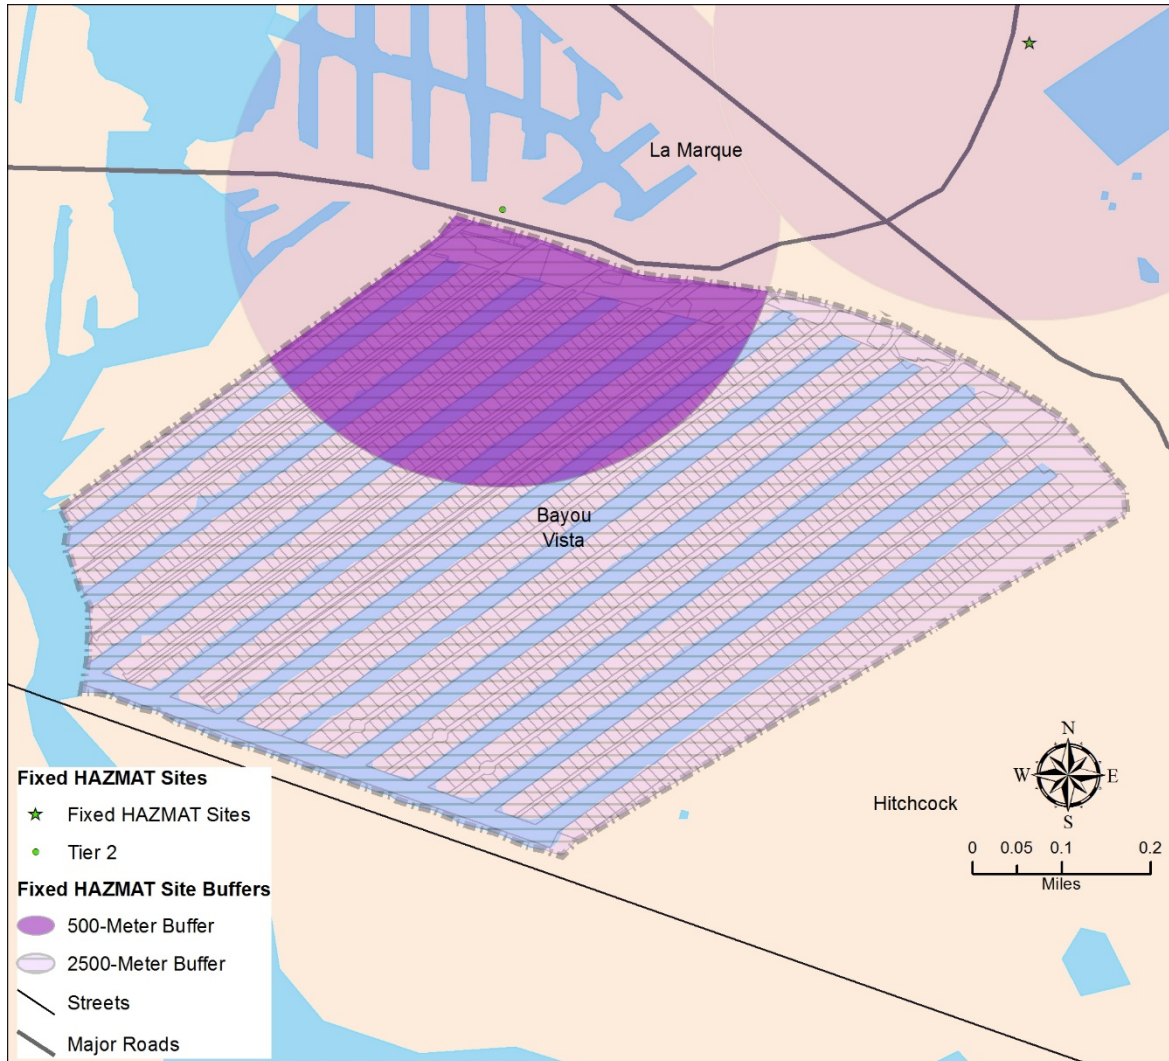 La Marque
Bayou
Vista
Hitchcock
N
W
E
S
0
0.05
0.1
0.2
Miles
Fixed HAZMAT Sites
Fixed HAZMAT Sites
Tier 2
Fixed HAZMAT Site Buffers
500-Meter Buffer
2500-Meter Buffer
Streets
Major Roads